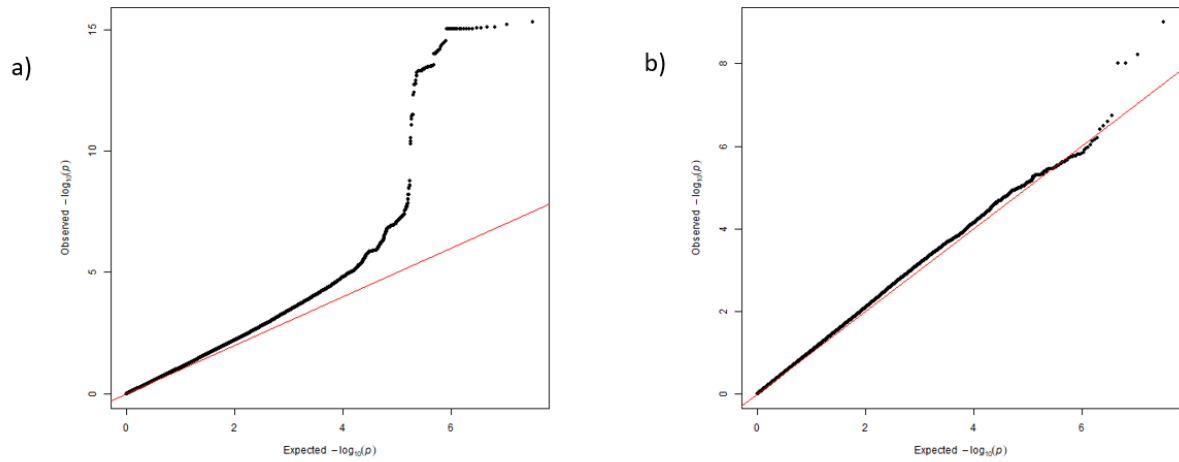 a)
15
10
5
0
Observed −log₁₀(p)
0 2 4 6
Expected −log₁₀(p)
b)
8
6
4
2
0
Observed −log₁₀(p)
0 2 4 6
Expected −log₁₀(p)